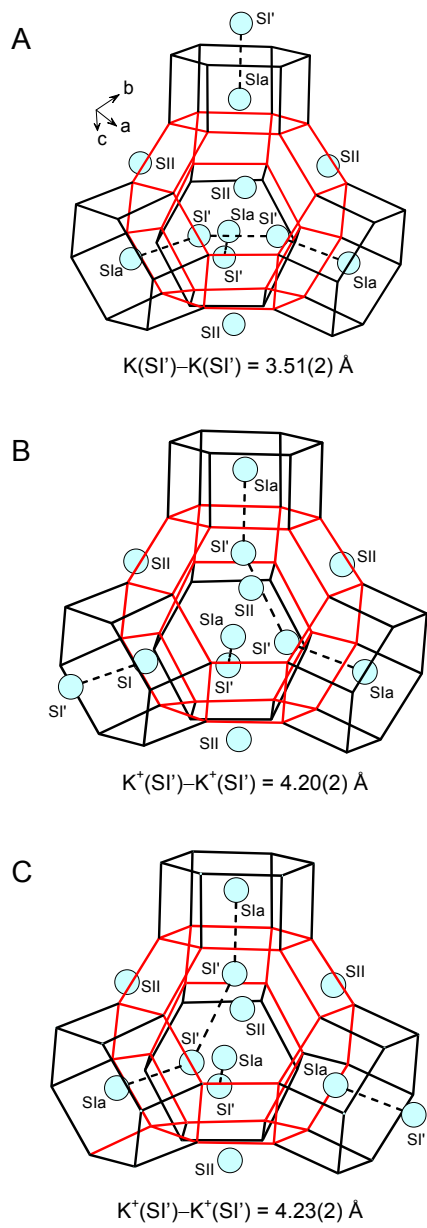 A
SI'
SIa
b
a
c
SII
SII
SII
SI'
SIa
SI'
SIa
SI'
SIa
SII
K(SI')–K(SI') = 3.51(2) Å
B
SIa
SII
SI'
SII
SII
SIa
SI'
SI
SI'
SIa
SI'
SII
K⁺(SI')–K⁺(SI') = 4.20(2) Å
C
SIa
SI'
SII
SII
SII
SI'
SIa
SIa
SIa
SI'
SI'
SII
K⁺(SI')–K⁺(SI') = 4.23(2) Å